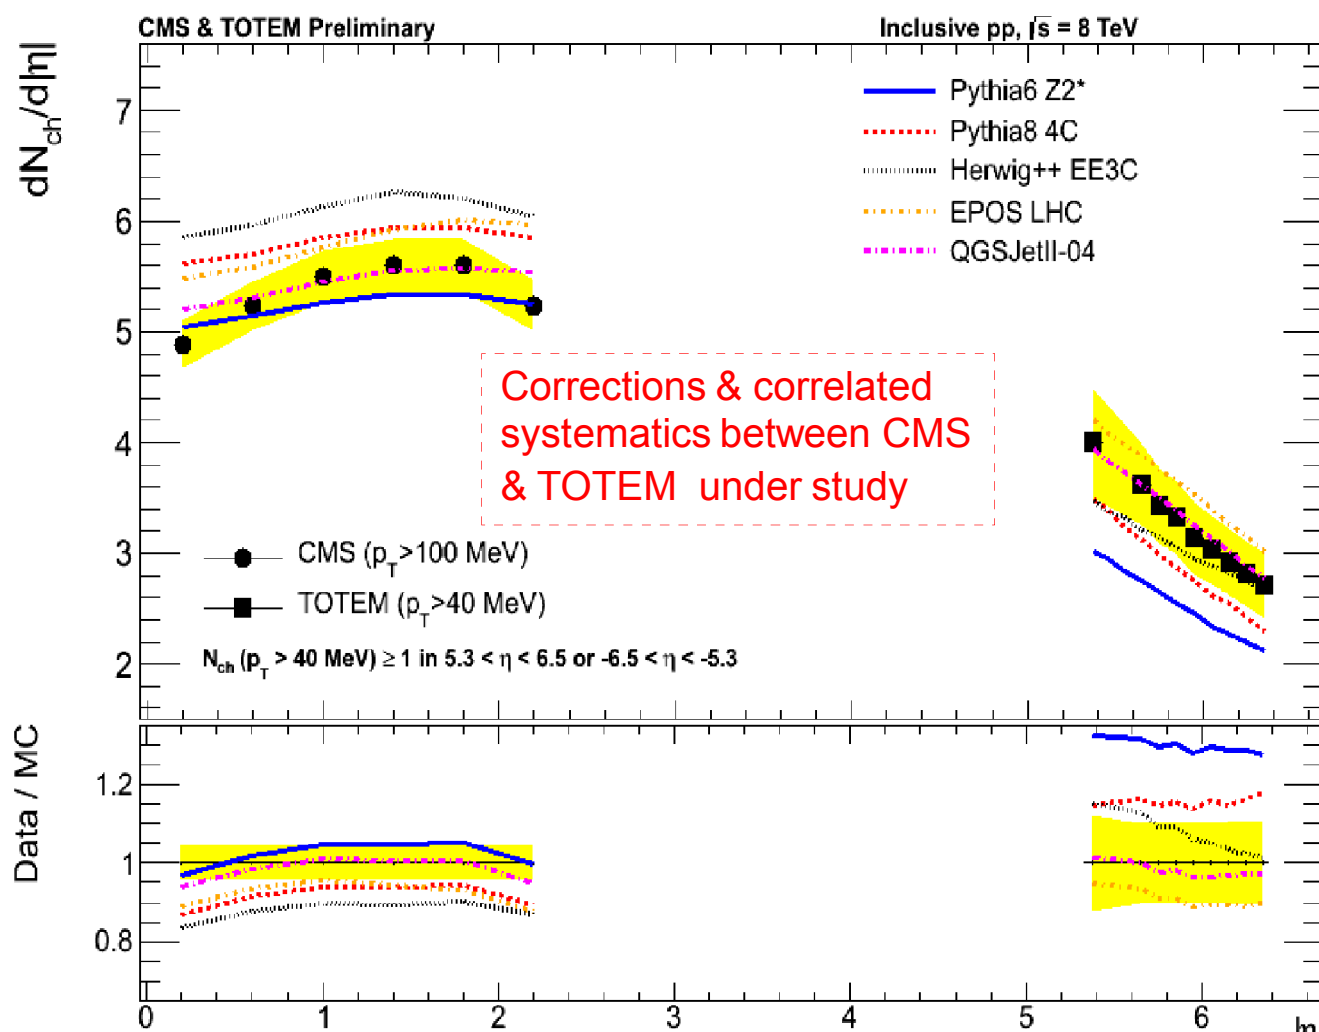 CMS & TOTEM Preliminary
Inclusive pp, √s = 8 TeV
dN_ch/d|η|
7
6
5
4
3
2
Pythia6 Z2*
Pythia8 4C
Herwig++ EE3C
EPOS LHC
QGSJetII-04
Corrections & correlated
systematics between CMS
& TOTEM under study
CMS (p_T>100 MeV)
TOTEM (p_T>40 MeV)
N_ch (p_T > 40 MeV) ≥ 1 in 5.3 < η < 6.5 or -6.5 < η < -5.3
Data / MC
1.2
1
0.8
0 1 2 3 4 5 6